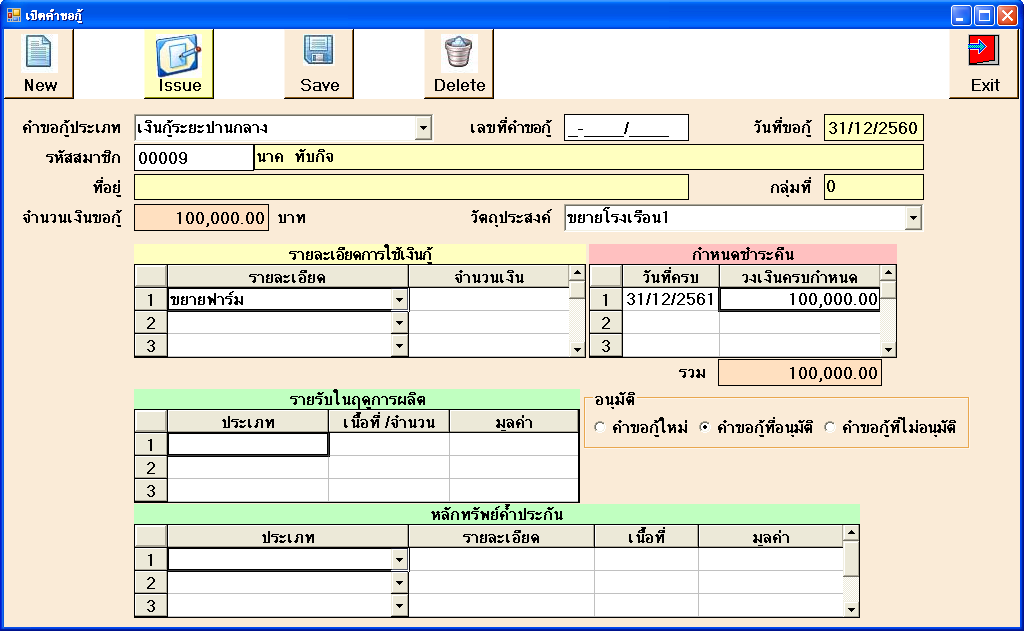 เปิดคำขอกู้
New Issue Save Delete Exit
คำขอกู้ประเภท เงินกู้ระยะปานกลาง เลขที่คำขอกู้ _-____/____ วันที่ขอกู้ 31/12/2560
รหัสสมาชิก 00009 นาค ทับกิจ
ที่อยู่ กลุ่มที่ 0
จำนวนเงินขอกู้ 100,000.00 บาท วัตถุประสงค์ ขยายโรงเรือน1
รายละเอียดการใช้เงินกู้ กำหนดชำระคืน
รายละเอียด จำนวนเงิน วันที่ครบ วงเงินครบกำหนด
1 ขยายฟาร์ม 1 31/12/2561 100,000.00
2 2
3 3
รวม 100,000.00
รายรับในฤดูการผลิต อนุมัติ
ประเภท เนื้อที่ /จำนวน มูลค่า คำขอกู้ใหม่ คำขอกู้ที่อนุมัติ คำขอกู้ที่ไม่อนุมัติ
1
2
3
หลักทรัพย์ค้ำประกัน
ประเภท รายละเอียด เนื้อที่ มูลค่า
1
2
3